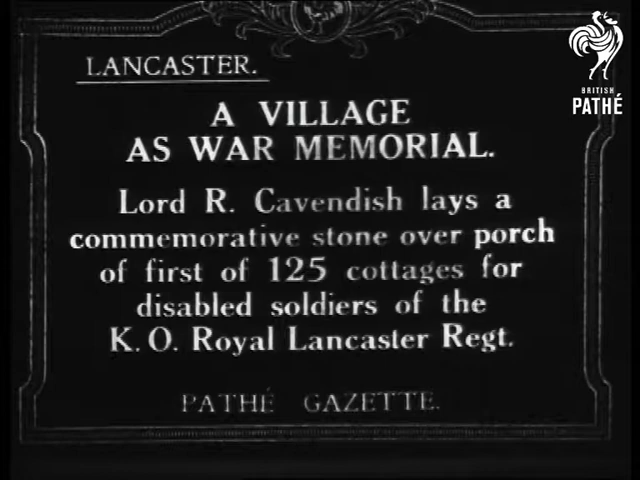 LANCASTER.
BRITISH
PATHÉ
A VILLAGE
AS WAR MEMORIAL.
Lord R. Cavendish lays a
commemorative stone over porch
of first of 125 cottages for
disabled soldiers of the
K. O. Royal Lancaster Regt.
PATHÉ GAZETTE.